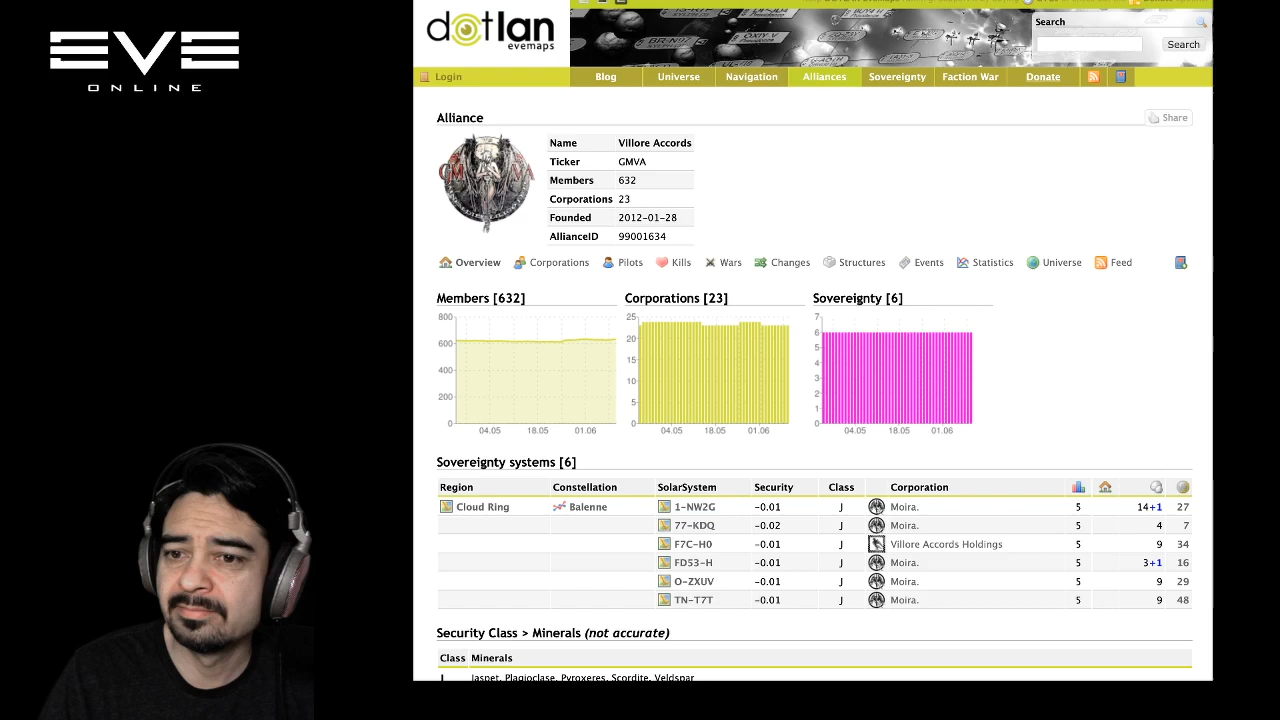 EVE
ONLINE
dotlan
evemaps
Search
Search
Login
Blog
Universe
Navigation
Alliances
Sovereignty
Faction War
Donate
Alliance
Share
Name Villore Accords
Ticker GMVA
Members 632
Corporations 23
Founded 2012-01-28
AllianceID 99001634
Overview
Corporations
Pilots
Kills
Wars
Changes
Structures
Events
Statistics
Universe
Feed
Members [632]
800
600
400
200
0
04.05 18.05 01.06
Corporations [23]
25
20
15
10
5
0
04.05 18.05 01.06
Sovereignty [6]
7
6
5
4
3
2
1
0
04.05 18.05 01.06
Sovereignty systems [6]
Region Constellation SolarSystem Security Class Corporation
Cloud Ring Balenne 1-NW2G -0.01 J Moira. 5 14+1 27
77-KDQ -0.02 J Moira. 5 4 7
F7C-H0 -0.01 J Villore Accords Holdings 5 9 34
FD53-H -0.01 J Moira. 5 3+1 16
O-ZXUV -0.01 J Moira. 5 9 29
TN-T7T -0.01 J Moira. 5 9 48
Security Class > Minerals (not accurate)
Class Minerals
J Jaspet, Plagioclase, Pyroxeres, Scordite, Veldspar